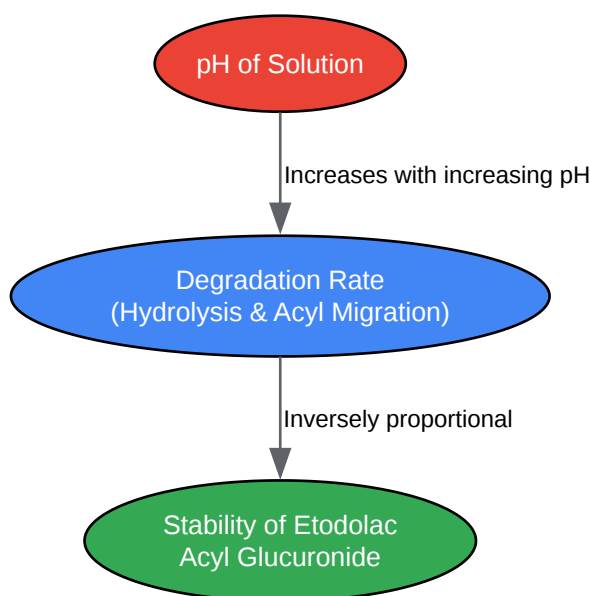 pH of Solution
Increases with increasing pH
Degradation Rate
(Hydrolysis & Acyl Migration)
Inversely proportional
Stability of Etodolac
Acyl Glucuronide